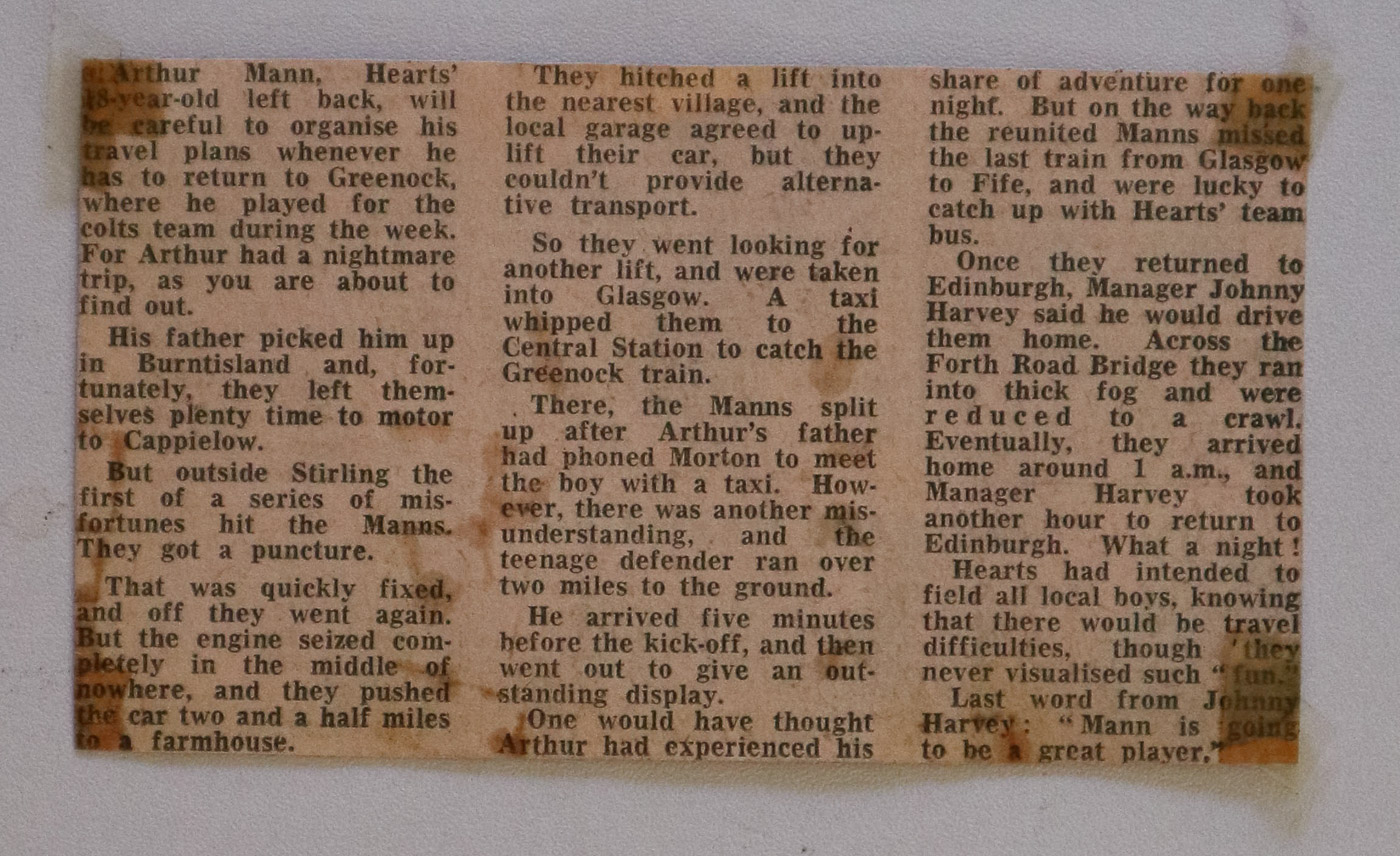 Arthur Mann, Hearts'
18-year-old left back, will
be careful to organise his
travel plans whenever he
has to return to Greenock,
where he played for the
colts team during the week.
For Arthur had a nightmare
trip, as you are about to
find out.
His father picked him up
in Burntisland and, for-
tunately, they left them-
selves plenty time to motor
to Cappielow.
But outside Stirling the
first of a series of mis-
fortunes hit the Manns.
They got a puncture.
That was quickly fixed,
and off they went again.
But the engine seized com-
pletely in the middle of
nowhere, and they pushed
the car two and a half miles
to a farmhouse.
They hitched a lift into
the nearest village, and the
local garage agreed to up-
lift their car, but they
couldn't provide alterna-
tive transport.
So they went looking for
another lift, and were taken
into Glasgow. A taxi
whipped them to the
Central Station to catch the
Greenock train.
There, the Manns split
up after Arthur's father
had phoned Morton to meet
the boy with a taxi. How-
ever, there was another mis-
understanding, and the
teenage defender ran over
two miles to the ground.
He arrived five minutes
before the kick-off, and then
went out to give an out-
standing display.
One would have thought
Arthur had experienced his
share of adventure for one
night. But on the way back
the reunited Manns missed
the last train from Glasgow
to Fife, and were lucky to
catch up with Hearts' team
bus.
Once they returned to
Edinburgh, Manager Johnny
Harvey said he would drive
them home. Across the
Forth Road Bridge they ran
into thick fog and were
reduced to a crawl.
Eventually, they arrived
home around 1 a.m., and
Manager Harvey took
another hour to return to
Edinburgh. What a night!
Hearts had intended to
field all local boys, knowing
that there would be travel
difficulties, though they
never visualised such "fun."
Last word from Johnny
Harvey: "Mann is going
to be a great player."